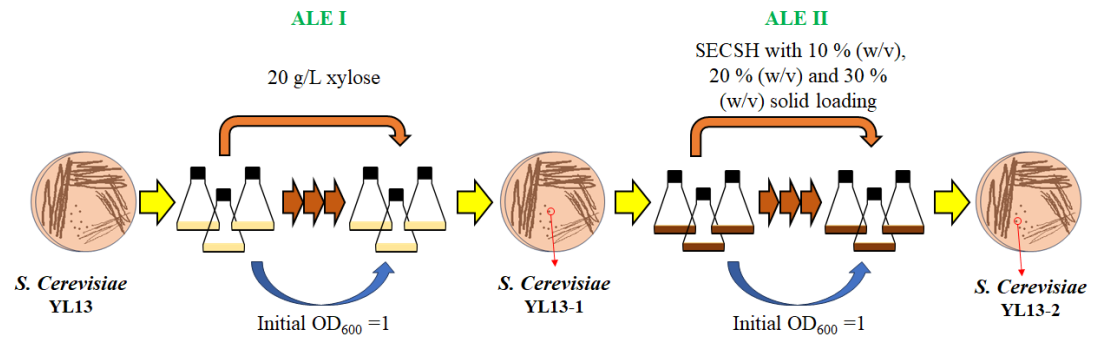 ALE I
20 g/L xylose
S. Cerevisiae
YL13
Initial OD600 =1
S. Cerevisiae
YL13-1
ALE II
SECSH with 10 % (w/v),
20 % (w/v) and 30 %
(w/v) solid loading
Initial OD600 =1
S. Cerevisiae
YL13-2